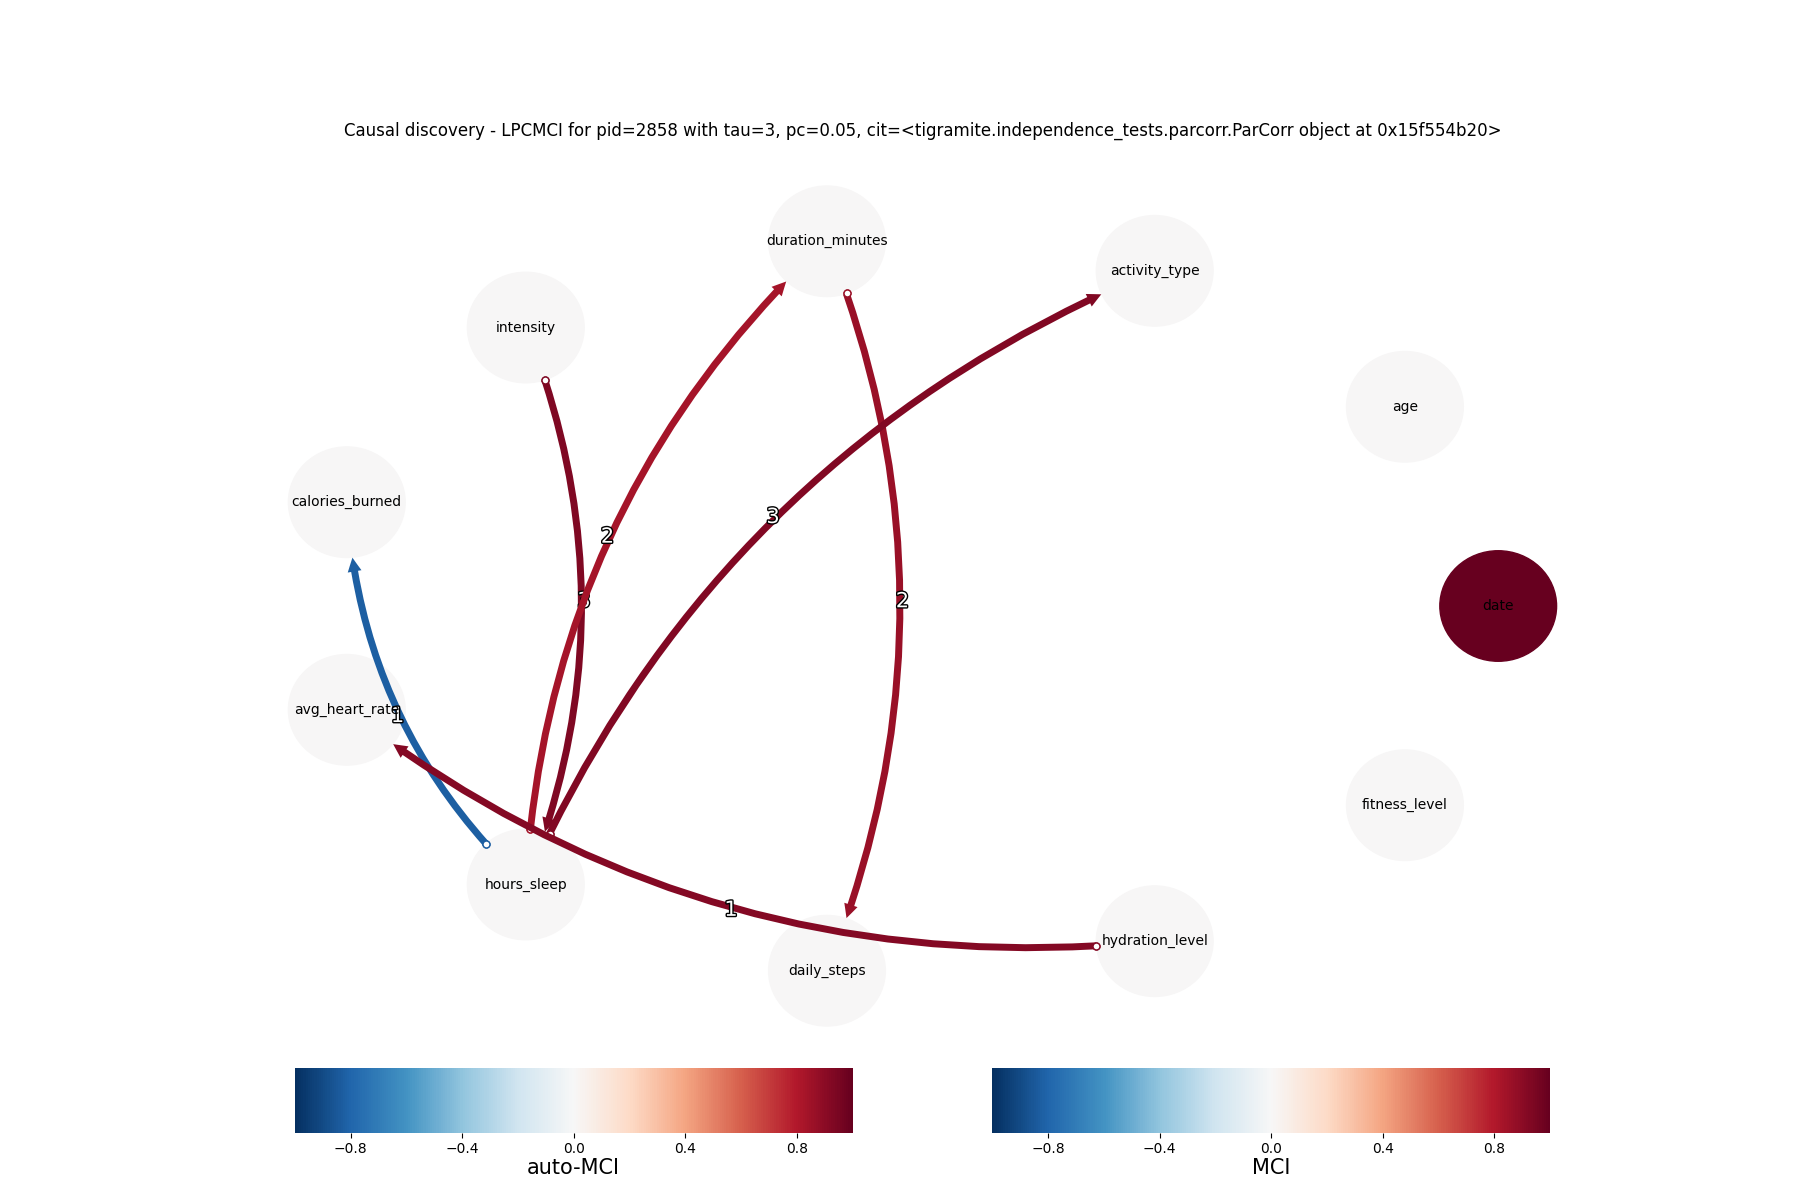 Causal discovery - LPCMCI for pid=2858 with tau=3, pc=0.05, cit=<tigramite.independence_tests.parcorr.ParCorr object at 0x15f554b20>
duration_minutes
activity_type
intensity
age
calories_burned
3
2
2
date
avg_heart_rate
1
fitness_level
hours_sleep
1
hydration_level
daily_steps
−0.8 −0.4 0.0 0.4 0.8
auto-MCI
−0.8 −0.4 0.0 0.4 0.8
MCI